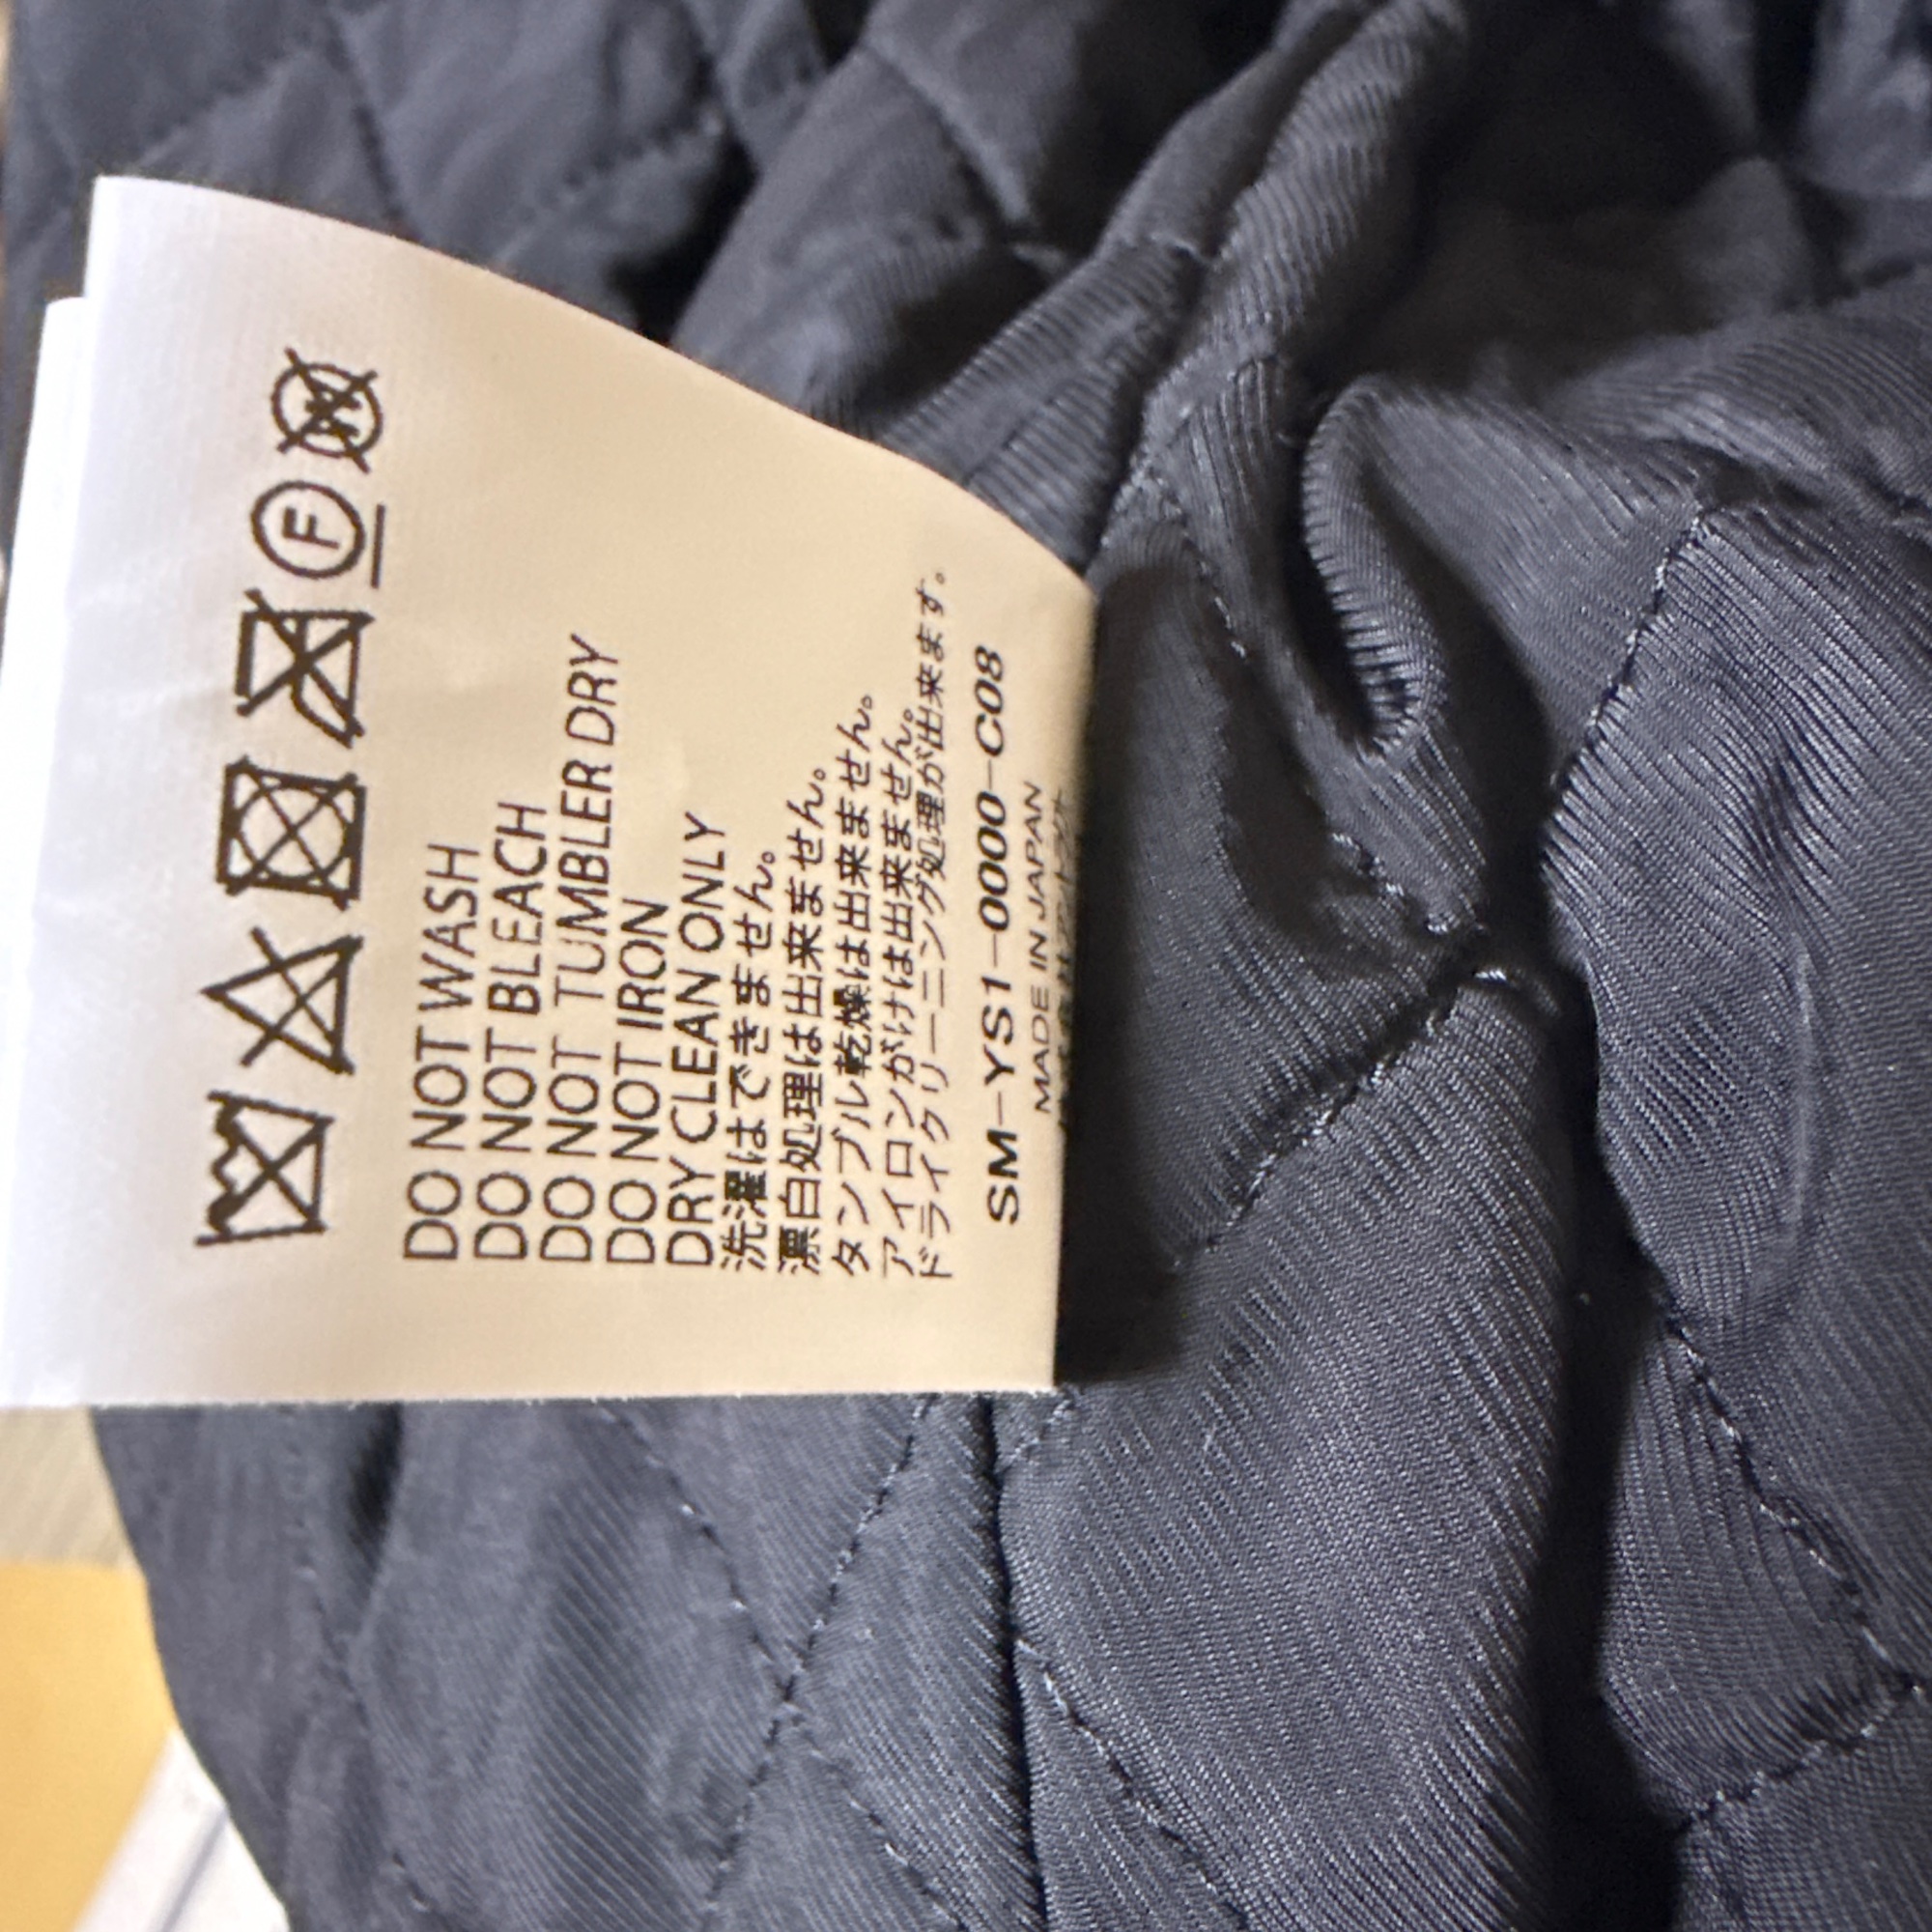 F W
DO NOT WASH
DO NOT BLEACH
DO NOT TUMBLER DRY
DO NOT IRON
DRY CLEAN ONLY
洗濯はできません。
漂白処理は出来ません。
タンブル乾燥は出来ません。
アイロンがけは出来ません。
ドライクリーニング処理が出来ます。
SM-YS1-0000-C08
MADE IN JAPAN